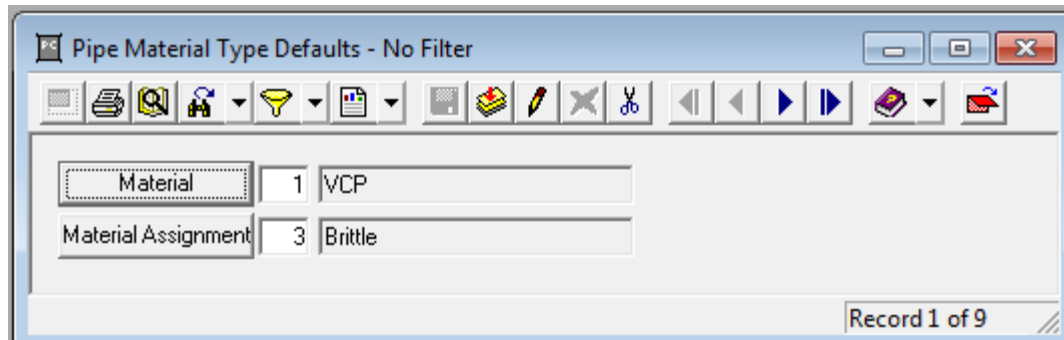 Pipe Material Type Defaults - No Filter
Material 1 VCP
Material Assignment 3 Brittle
Record 1 of 9